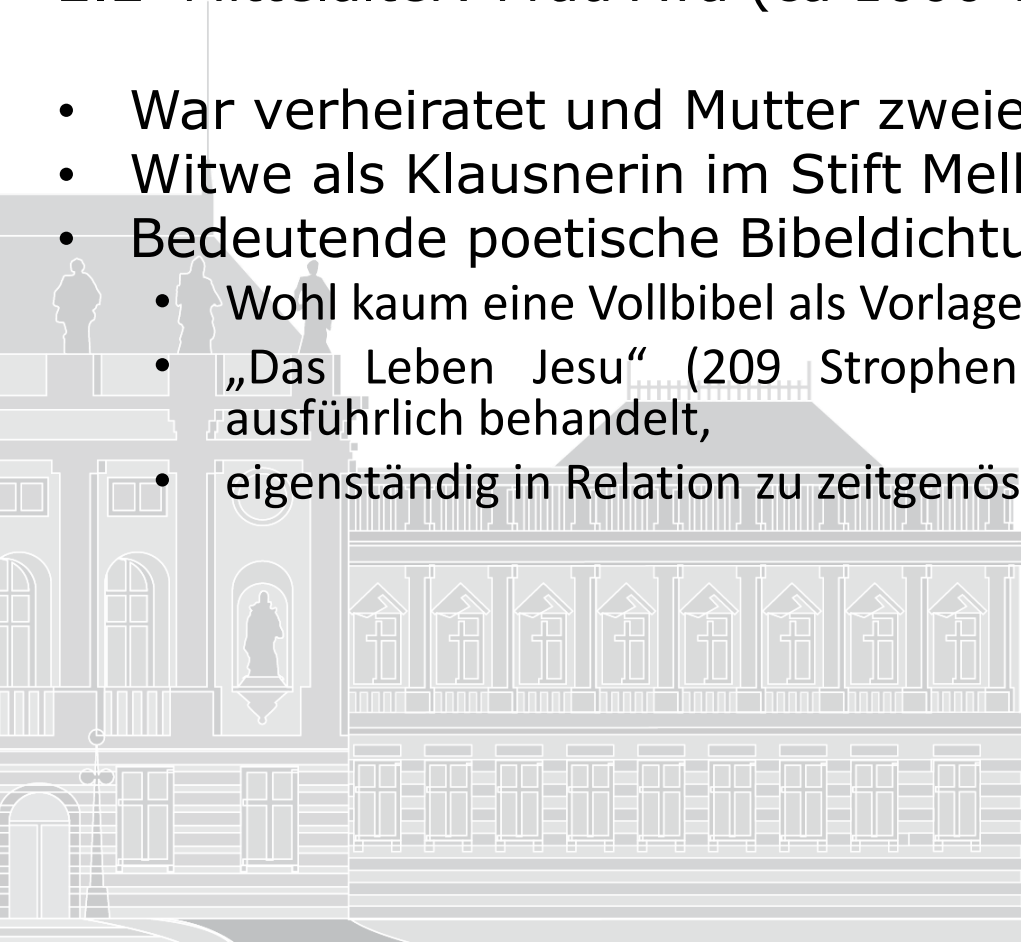 • War verheiratet und Mutter zweie
• Witwe als Klausnerin im Stift Mell
• Bedeutende poetische Bibeldichtu
• Wohl kaum eine Vollbibel als Vorlage
• „Das Leben Jesu“ (209 Strophen
ausführlich behandelt,
• eigenständig in Relation zu zeitgenös